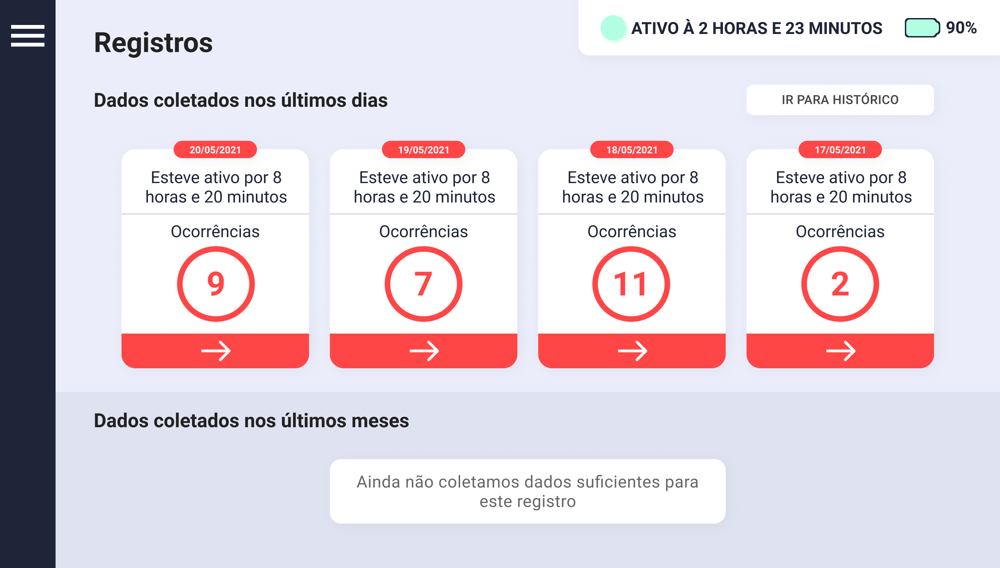 Registros
ATIVO À 2 HORAS E 23 MINUTOS
90%
Dados coletados nos últimos dias
IR PARA HISTÓRICO
20/05/2021
Esteve ativo por 8
horas e 20 minutos
Ocorrências
9
19/05/2021
Esteve ativo por 8
horas e 20 minutos
Ocorrências
7
18/05/2021
Esteve ativo por 8
horas e 20 minutos
Ocorrências
11
17/05/2021
Esteve ativo por 8
horas e 20 minutos
Ocorrências
2
Dados coletados nos últimos meses
Ainda não coletamos dados suficientes para
este registro